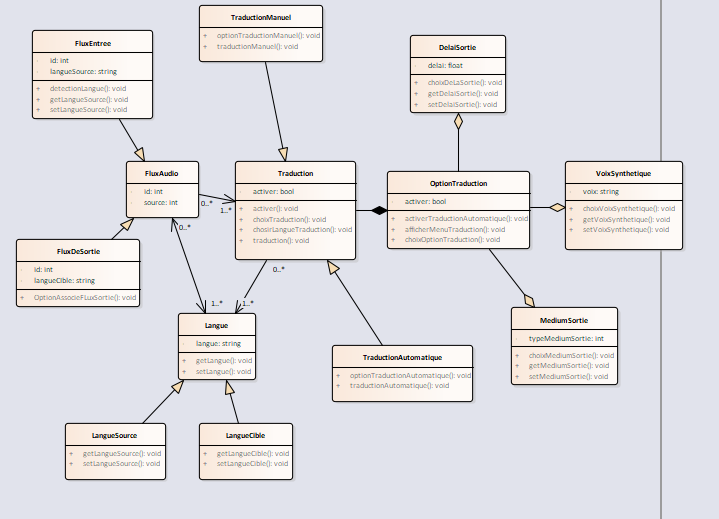 TraductionManuel
+ optionTraductionManuel(): void
+ traductionManuel(): void
FluxEntree
- id: int
- langueSource: string
+ detectionLangue(): void
+ getLangueSource(): void
+ setLangueSource(): void
DelaiSortie
- delai: float
+ choixDeLaSortie(): void
+ getDelaiSortie(): void
+ setDelaiSortie(): void
FluxAudio
- id: int
- source: int
Traduction
- activer: bool
+ activer(): void
+ choixTraduction(): void
+ chosirLangueTraduction(): void
+ traduction(): void
OptionTraduction
- activer: bool
+ activerTraductionAutomatique(): void
+ afficherMenuTraduction(): void
+ choixOptionTraduction(): void
VoixSynthetique
- voix: string
+ choixVoixSynthetique(): void
+ getVoixSynthetique(): void
+ setVoixSynthetique(): void
0..*
1..*
0..*
FluxDeSortie
- id: int
- langueCible: string
+ OptionAssocieFLuxSortie(): void
0..*
1..*
1..*
Langue
- langue: string
+ getLangue(): void
+ setLangue(): void
MediumSortie
- typeMediumSortie: int
+ choixMediumSortie(): void
+ getMediumSortie(): void
+ setMediumSortie(): void
TraductionAutomatique
+ optionTraductionAutomatique(): void
+ traductionAutomatique(): void
LangueSource
+ getLangueSource(): void
+ setLangueSource(): void
LangueCible
+ getLangueCible(): void
+ setLangueCible(): void